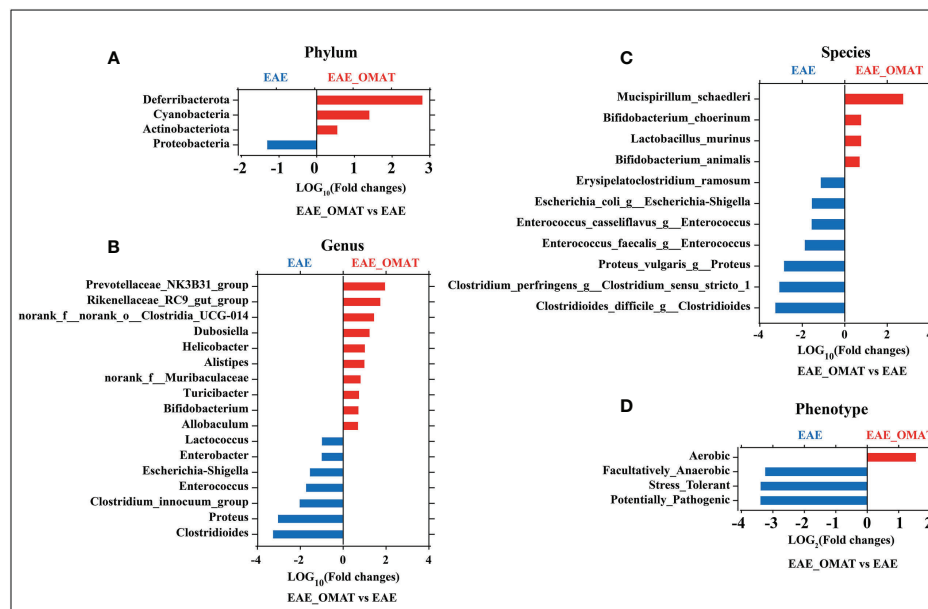 A
Phylum
EAE
EAE_OMAT
Deferribacterota
Cyanobacteria
Actinobacteriota
Proteobacteria
-2 -1 0 1 2 3
LOG10(Fold changes)
EAE_OMAT vs EAE
B
Genus
EAE
EAE_OMAT
Prevotellaceae_NK3B31_group
Rikenellaceae_RC9_gut_group
norank_f__norank_o__Clostridia_UCG-014
Dubosiella
Helicobacter
Alistipes
norank_f__Muribaculaceae
Turicibacter
Bifidobacterium
Allobaculum
Lactococcus
Enterobacter
Escherichia-Shigella
Enterococcus
Clostridium_innocuum_group
Proteus
Clostridioides
-4 -2 0 2 4
LOG10(Fold changes)
EAE_OMAT vs EAE
C
Species
EAE
EAE_OMAT
Mucispirillum_schaedleri
Bifidobacterium_choerinum
Lactobacillus_murinus
Bifidobacterium_animalis
Erysipelatoclostridium_ramosum
Escherichia_coli_g__Escherichia-Shigella
Enterococcus_casseliflavus_g__Enterococcus
Enterococcus_faecalis_g__Enterococcus
Proteus_vulgaris_g__Proteus
Clostridium_perfringens_g__Clostridium_sensu_stricto_1
Clostridioides_difficile_g__Clostridioides
-4 -2 0 2 4
LOG10(Fold changes)
EAE_OMAT vs EAE
D
Phenotype
EAE
EAE_OMAT
Aerobic
Facultatively_Anaerobic
Stress_Tolerant
Potentially_Pathogenic
-4 -3 -2 -1 0 1 2
LOG2(Fold changes)
EAE_OMAT vs EAE